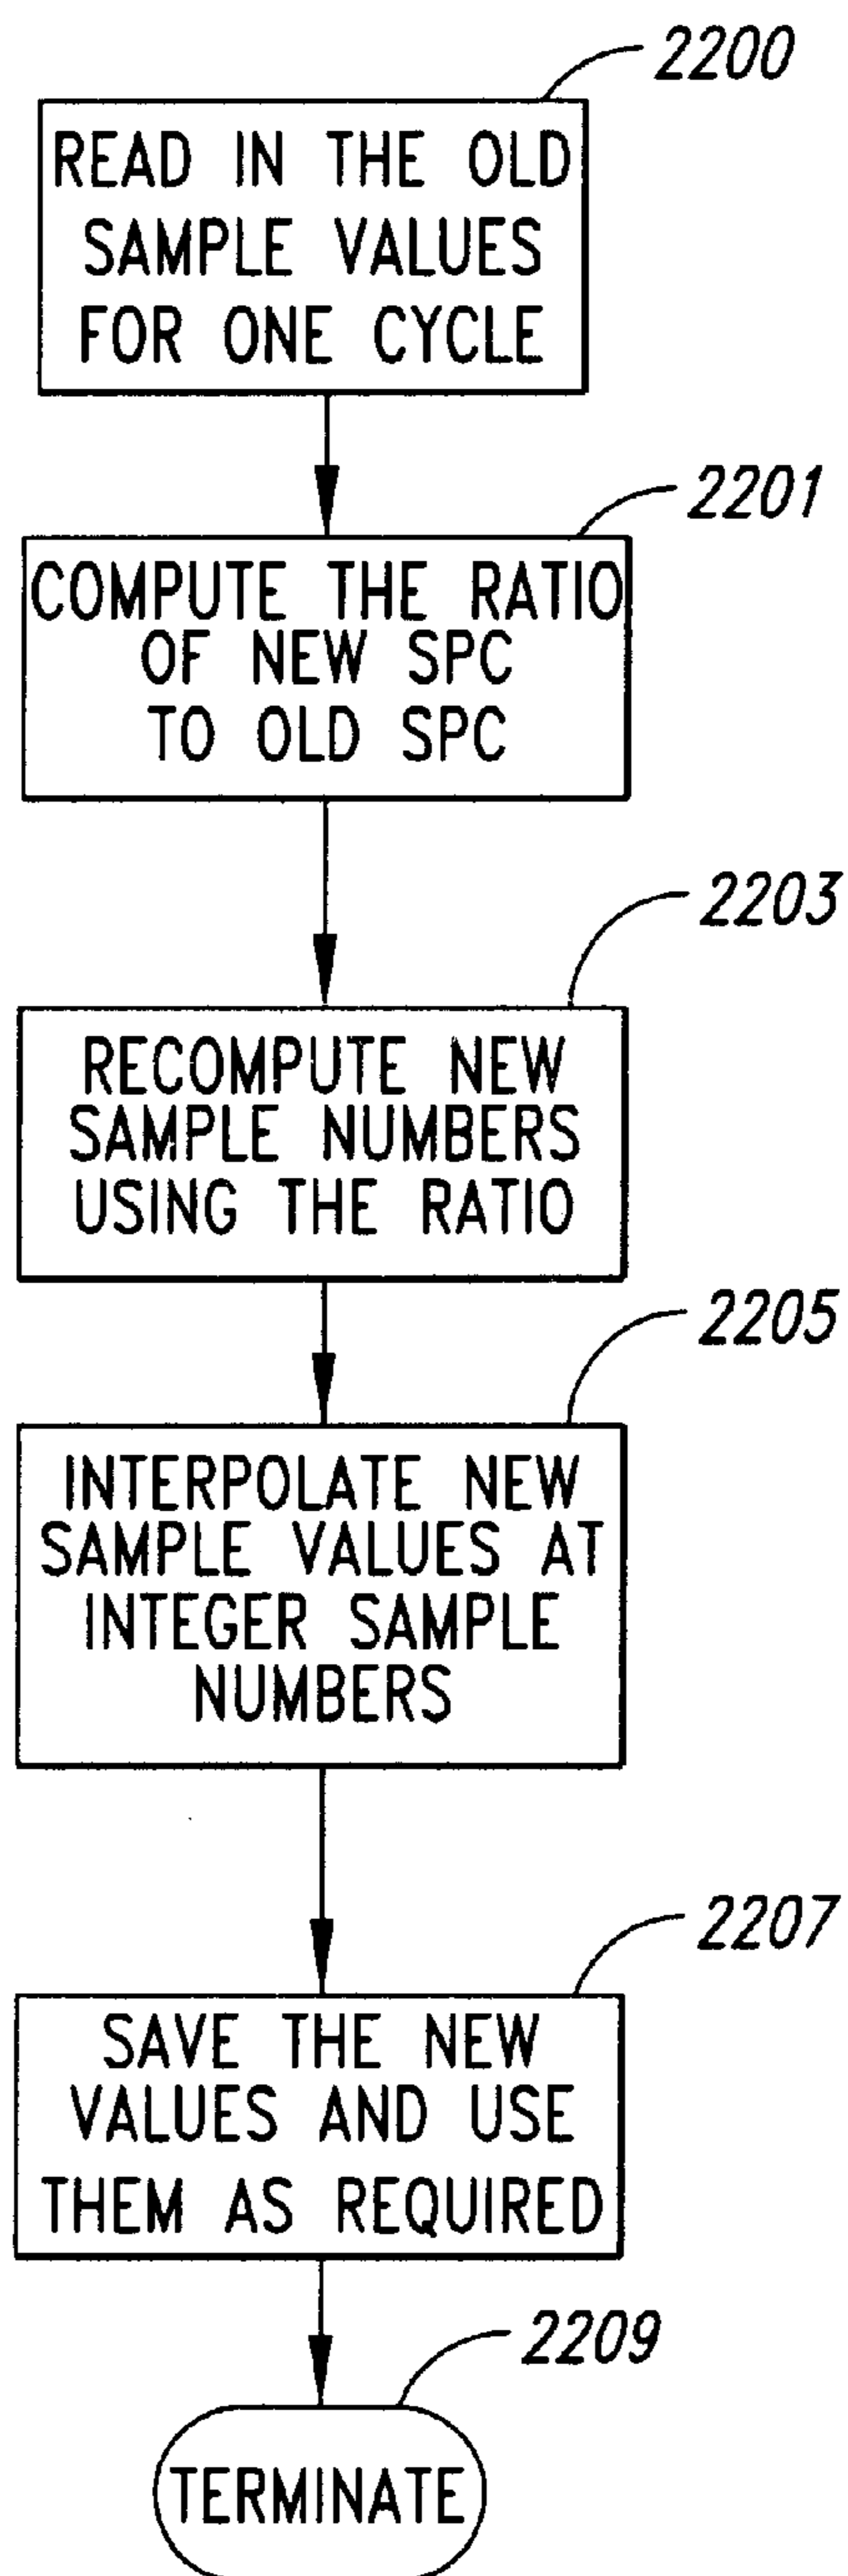 2200
READ IN THE OLD
SAMPLE VALUES
FOR ONE CYCLE
2201
COMPUTE THE RATIO
OF NEW SPC
TO OLD SPC
2203
RECOMPUTE NEW
SAMPLE NUMBERS
USING THE RATIO
2205
INTERPOLATE NEW
SAMPLE VALUES AT
INTEGER SAMPLE
NUMBERS
2207
SAVE THE NEW
VALUES AND USE
THEM AS REQUIRED
2209
TERMINATE